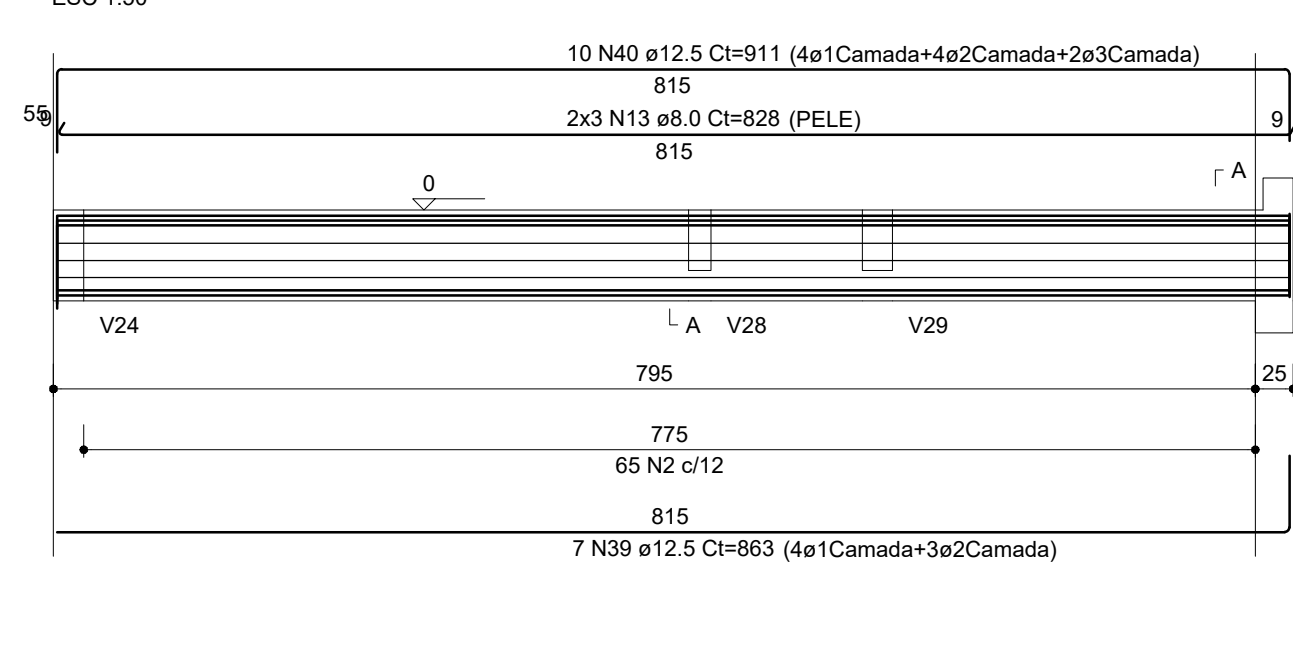 10 N40 ø12.5 Ct=911 (4ø1Camada+4ø2Camada+2ø3Camada)
815
55
9
2x3 N13 ø8.0 Ct=828 (PELE)
9
815
A
0
V24
A
V28
V29
795
25
775
65 N2 c/12
815
7 N39 ø12.5 Ct=863 (4ø1Camada+3ø2Camada)